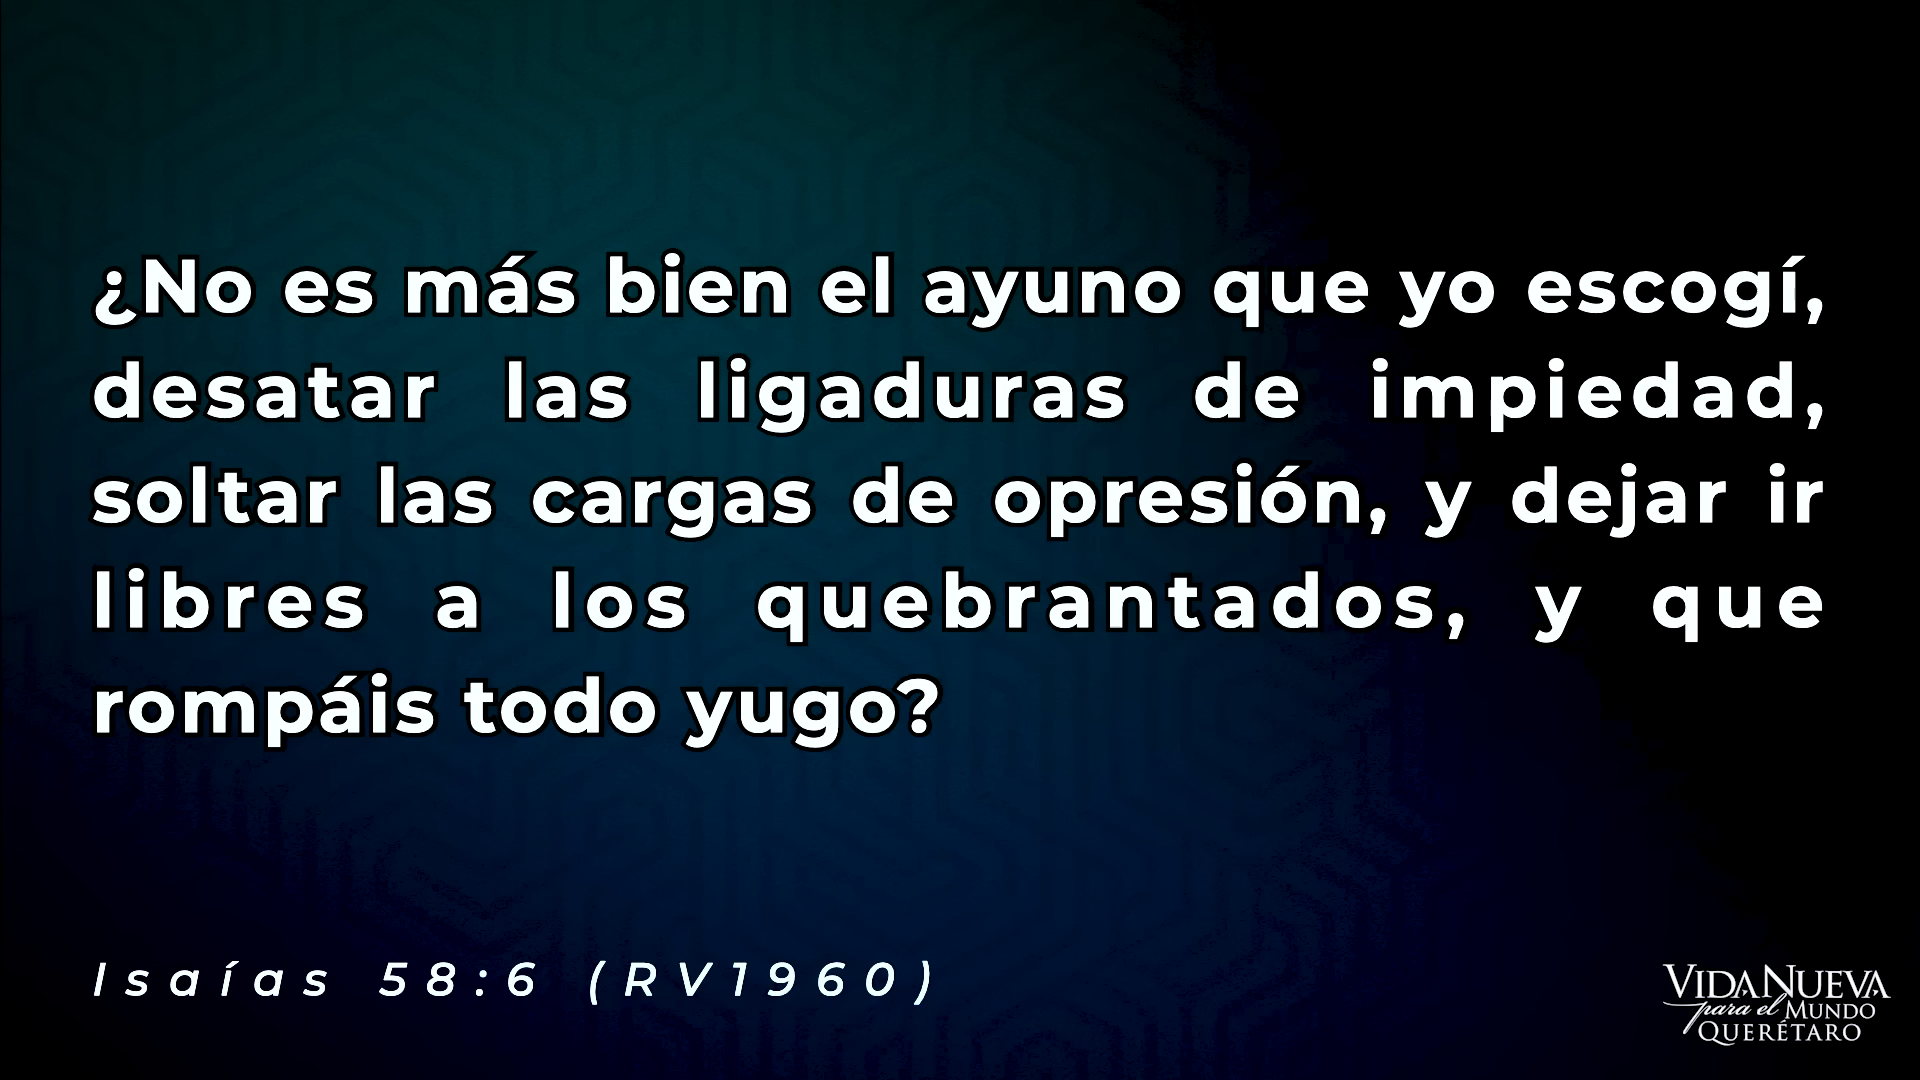 ¿No es más bien el ayuno que yo escogí,
desatar las ligaduras de impiedad,
soltar las cargas de opresión, y dejar ir
libres a los quebrantados, y que
rompáis todo yugo?
Isaías 58:6 (RV1960)
VIDA NUEVA
para el MUNDO
QUERÉTARO